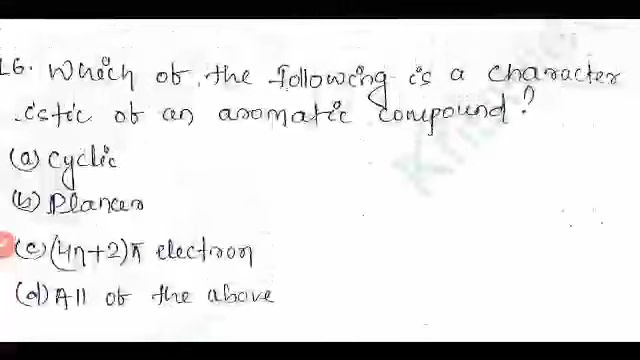 16. Which of the following is a character
istic of an aromatic compound?
(a) Cyclic
(b) Planer
(c) (4n+2)π electron
(d) All of the above